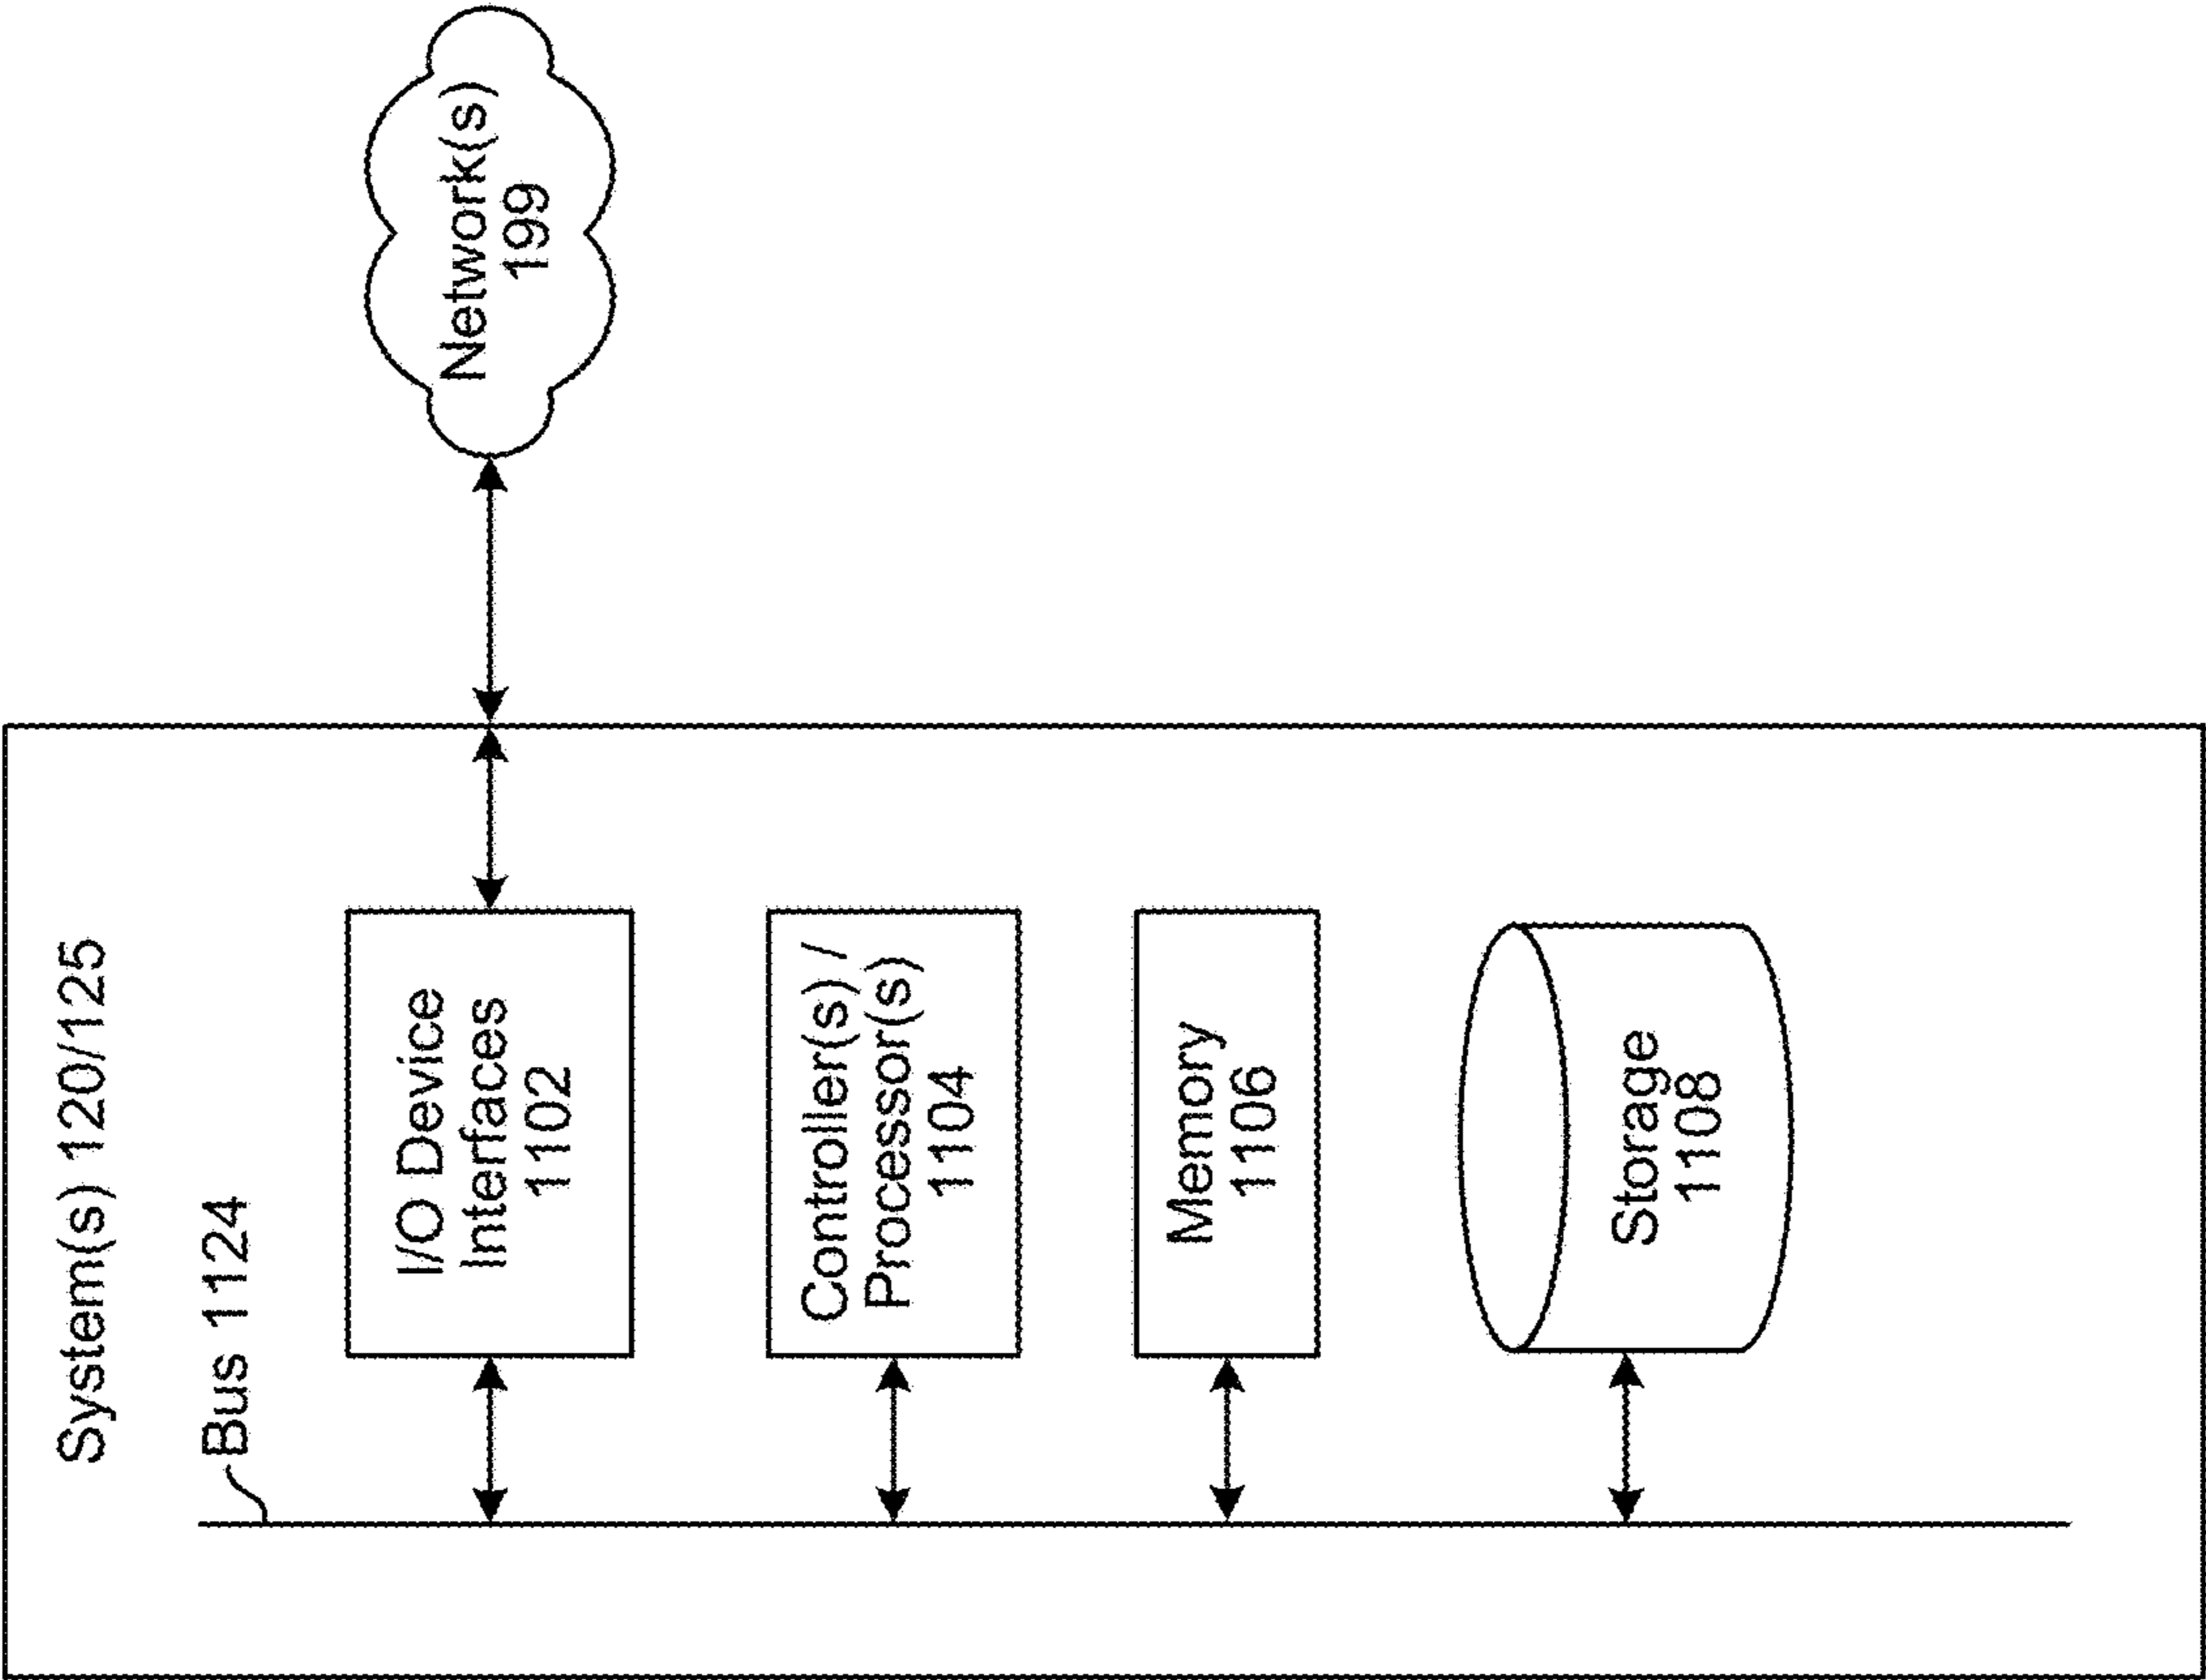 System(s) 120/125
Bus 1124
I/O Device
Interfaces
1102
Controller(s) /
Processor(s)
1104
Memory
1106
Storage
1108
Network(s)
199